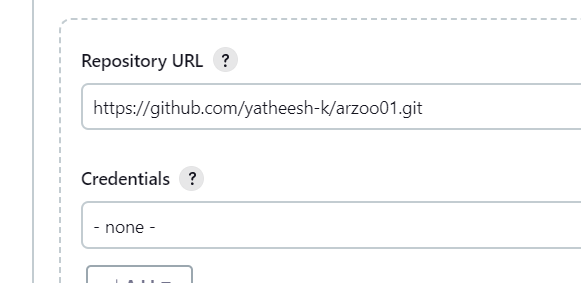 Repository URL ?
https://github.com/yatheesh-k/arzoo01.git
Credentials ?
- none -